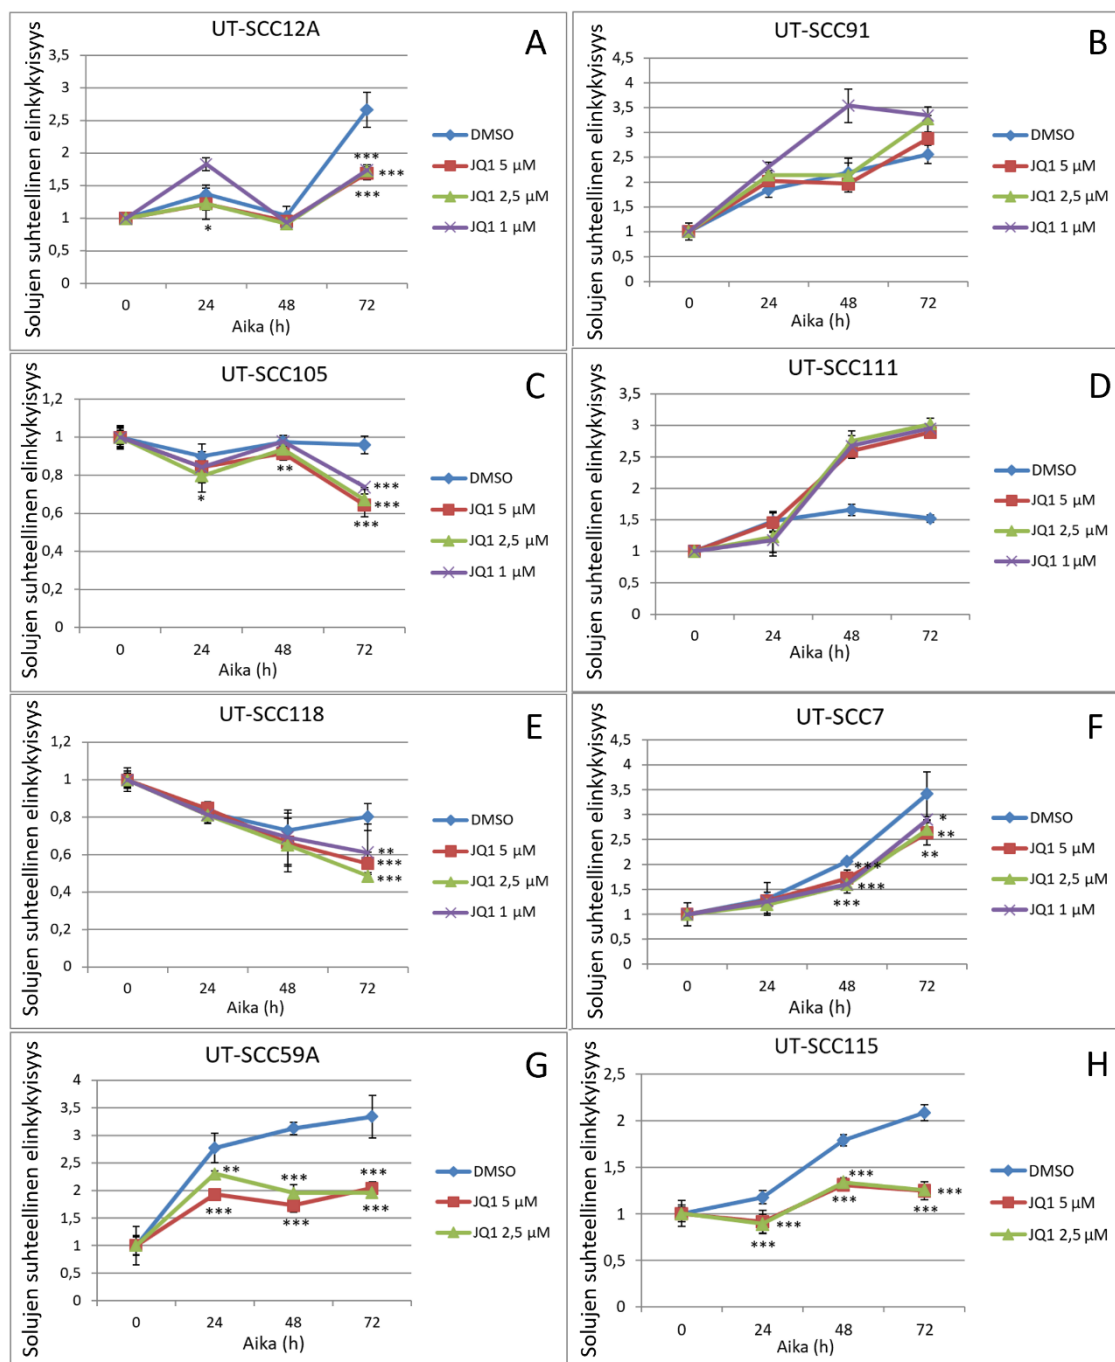 UT-SCC12A
A
Solujen suhteellinen elinkykyisyys
3,5
3
2,5
2
1,5
1
0,5
0
0 24 48 72
Aika (h)
*
***
***
***
DMSO
JQ1 5 µM
JQ1 2,5 µM
JQ1 1 µM
UT-SCC91
B
Solujen suhteellinen elinkykyisyys
4,5
4
3,5
3
2,5
2
1,5
1
0,5
0
0 24 48 72
Aika (h)
DMSO
JQ1 5 µM
JQ1 2,5 µM
JQ1 1 µM
UT-SCC105
C
Solujen suhteellinen elinkykyisyys
1,2
1
0,8
0,6
0,4
0,2
0
0 24 48 72
Aika (h)
*
**
***
***
***
DMSO
JQ1 5 µM
JQ1 2,5 µM
JQ1 1 µM
UT-SCC111
D
Solujen suhteellinen elinkykyisyys
3,5
3
2,5
2
1,5
1
0,5
0
0 24 48 72
Aika (h)
DMSO
JQ1 5 µM
JQ1 2,5 µM
JQ1 1 µM
UT-SCC118
E
Solujen suhteellinen elinkykyisyys
1,2
1
0,8
0,6
0,4
0,2
0
0 24 48 72
Aika (h)
**
***
***
DMSO
JQ1 5 µM
JQ1 2,5 µM
JQ1 1 µM
UT-SCC7
F
Solujen suhteellinen elinkykyisyys
4,5
4
3,5
3
2,5
2
1,5
1
0,5
0
0 24 48 72
Aika (h)
***
***
***
*
**
**
DMSO
JQ1 5 µM
JQ1 2,5 µM
JQ1 1 µM
UT-SCC59A
G
Solujen suhteellinen elinkykyisyys
4
3,5
3
2,5
2
1,5
1
0,5
0
0 24 48 72
Aika (h)
**
***
***
***
***
***
DMSO
JQ1 5 µM
JQ1 2,5 µM
UT-SCC115
H
Solujen suhteellinen elinkykyisyys
2,5
2
1,5
1
0,5
0
0 24 48 72
Aika (h)
***
***
***
***
***
***
DMSO
JQ1 5 µM
JQ1 2,5 µM